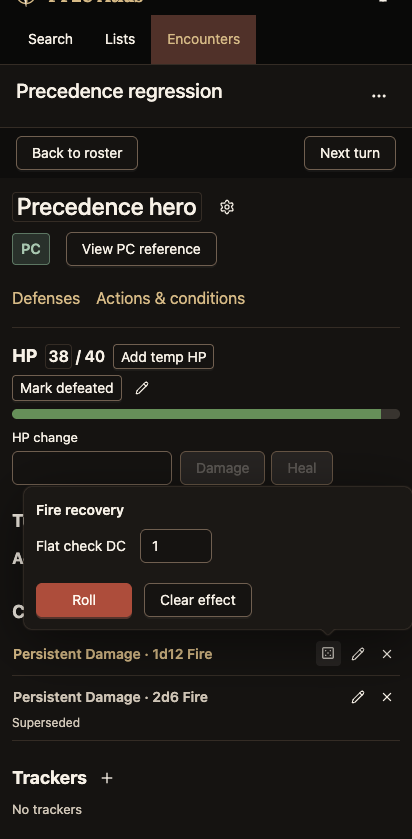 Search Lists Encounters
Precedence regression ...
Back to roster Next turn
Precedence hero
PC View PC reference
Defenses Actions & conditions
HP 38 / 40 Add temp HP
Mark defeated
HP change
Damage Heal
Fire recovery
Flat check DC 1
Roll Clear effect
Persistent Damage · 1d12 Fire
Persistent Damage · 2d6 Fire
Superseded
Trackers +
No trackers